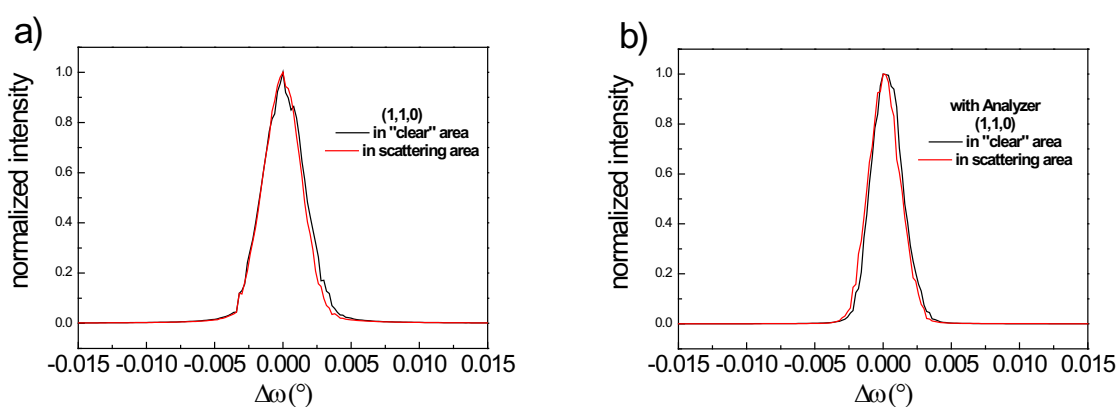 a)
normalized intensity
1.0
0.8
0.6
0.4
0.2
0.0
(1,1,0)
in "clear" area
in scattering area
-0.015 -0.010 -0.005 0.000 0.005 0.010 0.015
Δω(°)
b)
normalized intensity
1.0
0.8
0.6
0.4
0.2
0.0
with Analyzer
(1,1,0)
in "clear" area
in scattering area
-0.015 -0.010 -0.005 0.000 0.005 0.010 0.015
Δω(°)